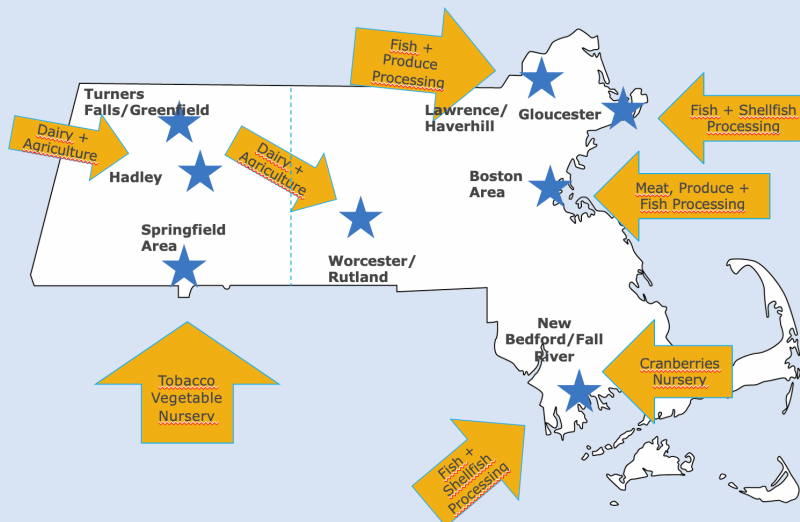 Fish +
Produce
Processing
Turners
Falls/Greenfield
Lawrence/
Haverhill
Gloucester
Fish + Shellfish
Processing
Dairy +
Agriculture
Dairy +
Agriculture
Hadley
Boston
Area
Meat, Produce +
Fish Processing
Springfield
Area
Worcester/
Rutland
New
Bedford/Fall
River
Cranberries
Nursery
Tobacco
Vegetable
Nursery
Fish +
Shellfish
Processing